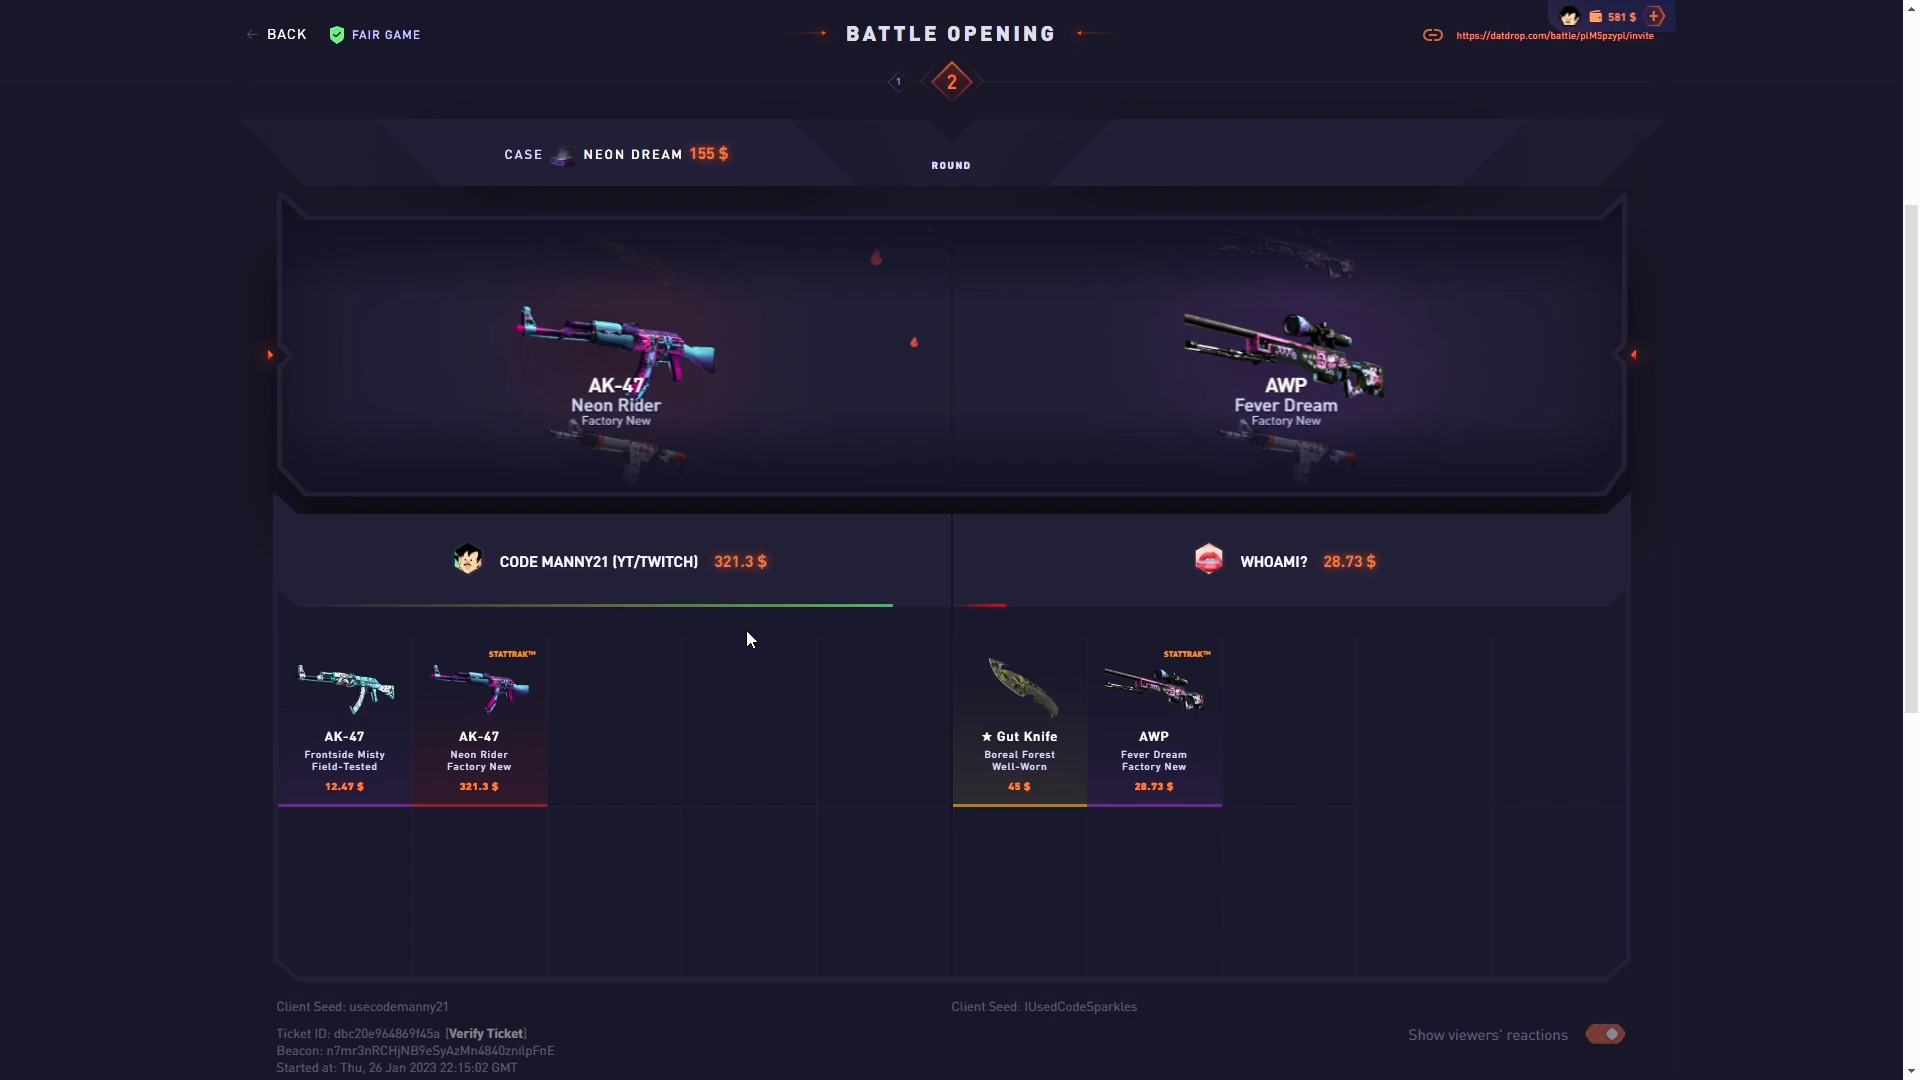 BACK
FAIR GAME
BATTLE OPENING
581 $
https://datdrop.com/battle/plM5pzypl/invite
1
2
CASE NEON DREAM 155 $
ROUND
AK-47
Neon Rider
Factory New
AWP
Fever Dream
Factory New
CODE MANNY21 (YT/TWITCH) 321.3 $
WHOAMI? 28.73 $
AK-47
Frontside Misty
Field-Tested
12.47 $
STATTRAK™
AK-47
Neon Rider
Factory New
321.3 $
★ Gut Knife
Boreal Forest
Well-Worn
45 $
STATTRAK™
AWP
Fever Dream
Factory New
28.73 $
Client Seed: usecodemanny21
Client Seed: IUsedCodeSparkles
Ticket ID: dbc20e964869f45a [Verify Ticket]
Beacon: n7mr3nRCHjNB9eSyAzMn4840znilpFnE
Started at: Thu, 26 Jan 2023 22:15:02 GMT
Show viewers' reactions